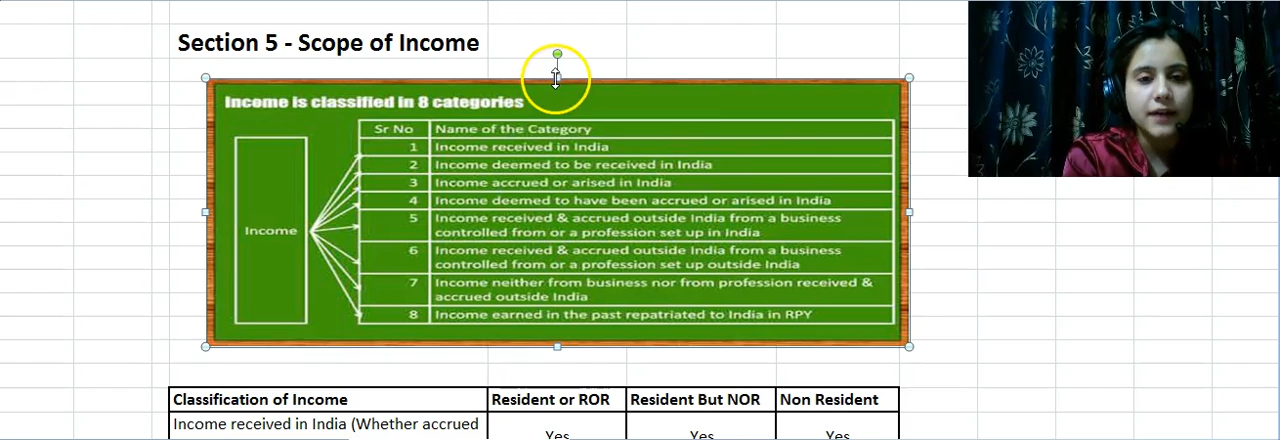 Section 5 - Scope of Income
Income is classified in 8 categories
Sr No Name of the Category
1 Income received in India
2 Income deemed to be received in India
3 Income accrued or arised in India
4 Income deemed to have been accrued or arised in India
5 Income received & accrued outside India from a business
controlled from or a profession set up in India
Income
6 Income received & accrued outside India from a business
controlled from or a profession set up outside India
7 Income neither from business nor from profession received &
accrued outside India
8 Income earned in the past repatriated to India in RPY
Classification of Income Resident or ROR Resident But NOR Non Resident
Income received in India (Whether accrued
Yes Yes Yes